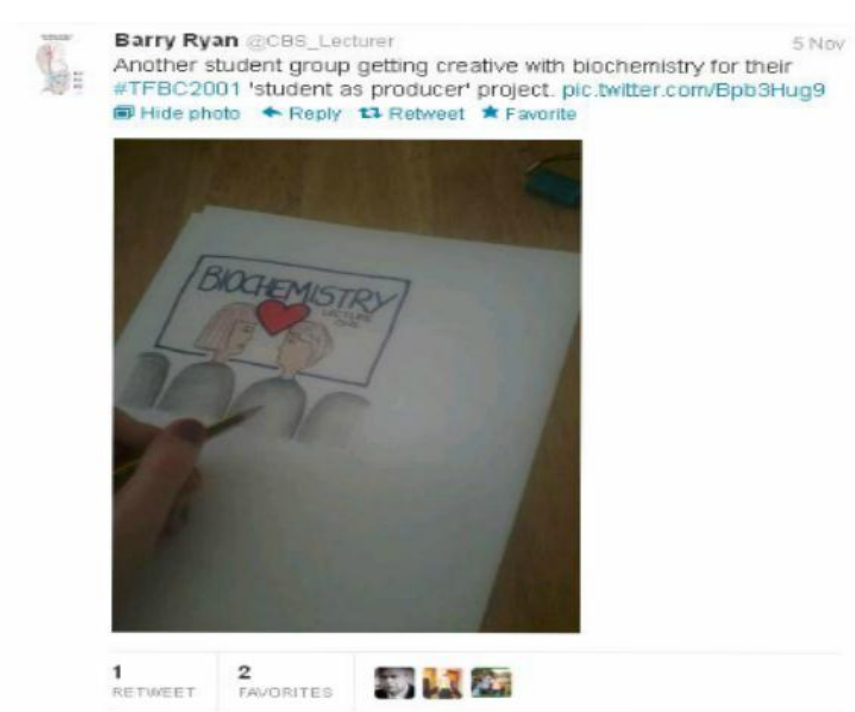 Barry Ryan @CBS_Lecturer 5 Nov
Another student group getting creative with biochemistry for their
#TFBC2001 'student as producer' project. pic.twitter.com/Bpb3Hug9
Hide photo Reply Retweet Favorite
BIOCHEMISTRY
LECTURE
1 2
RETWEET FAVORITES